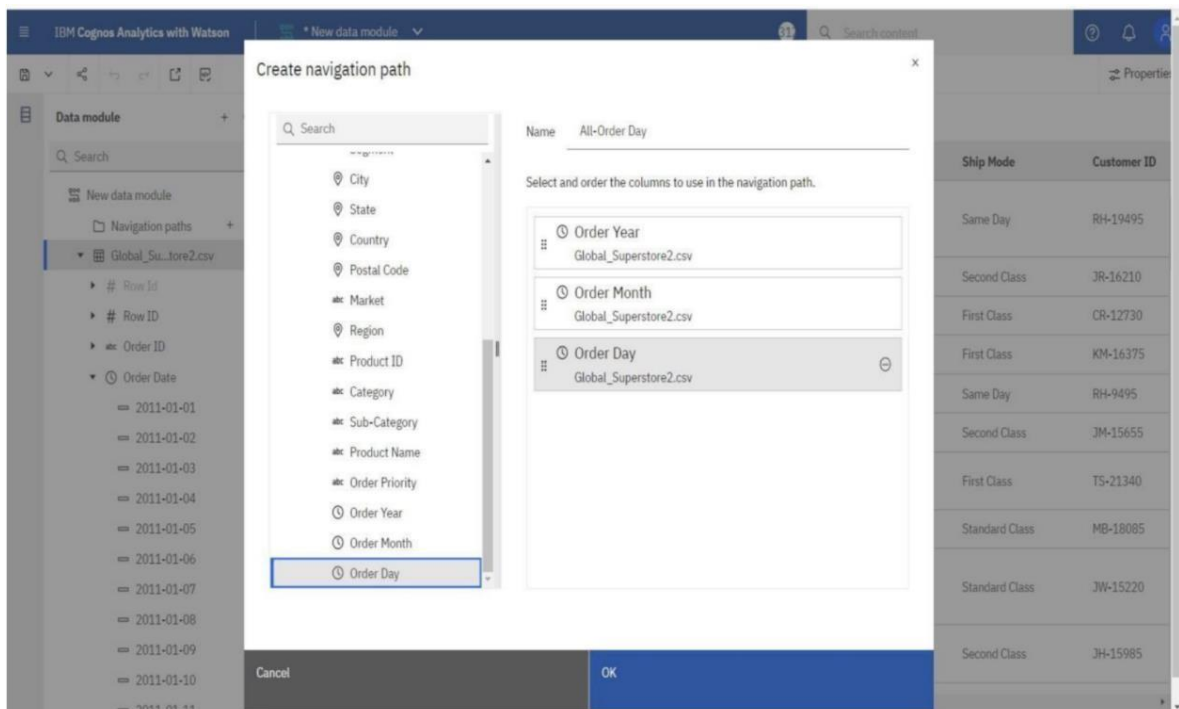 IBM Cognos Analytics with Watson
* New data module
Search content
Properties
Data module
+
Search
New data module
Navigation paths +
Global_Su...tore2.csv
# Row Id
# Row ID
abc Order ID
Order Date
2011-01-01
2011-01-02
2011-01-03
2011-01-04
2011-01-05
2011-01-06
2011-01-07
2011-01-08
2011-01-09
2011-01-10
Create navigation path
x
Search
City
State
Country
Postal Code
abc Market
Region
abc Product ID
abc Category
abc Sub-Category
abc Product Name
abc Order Priority
Order Year
Order Month
Order Day
Name All-Order Day
Select and order the columns to use in the navigation path.
Order Year
Global_Superstore2.csv
Order Month
Global_Superstore2.csv
Order Day
Global_Superstore2.csv
Cancel
OK
Ship Mode Customer ID
Same Day RH-19495
Second Class JR-16210
First Class CR-12730
First Class KM-16375
Same Day RH-9495
Second Class JM-15655
First Class TS-21340
Standard Class MB-18085
Standard Class JW-15220
Second Class JH-15985